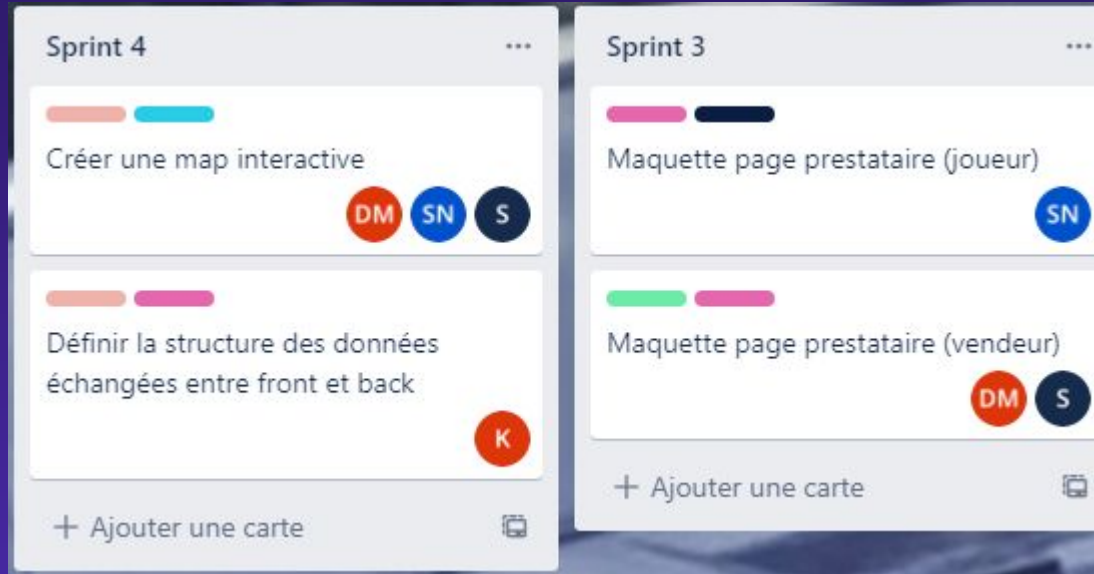 Sprint 4
Créer une map interactive
DM SN S
Définir la structure des données
échangées entre front et back
K
+ Ajouter une carte
Sprint 3
Maquette page prestataire (joueur)
SN
Maquette page prestataire (vendeur)
DM S
+ Ajouter une carte